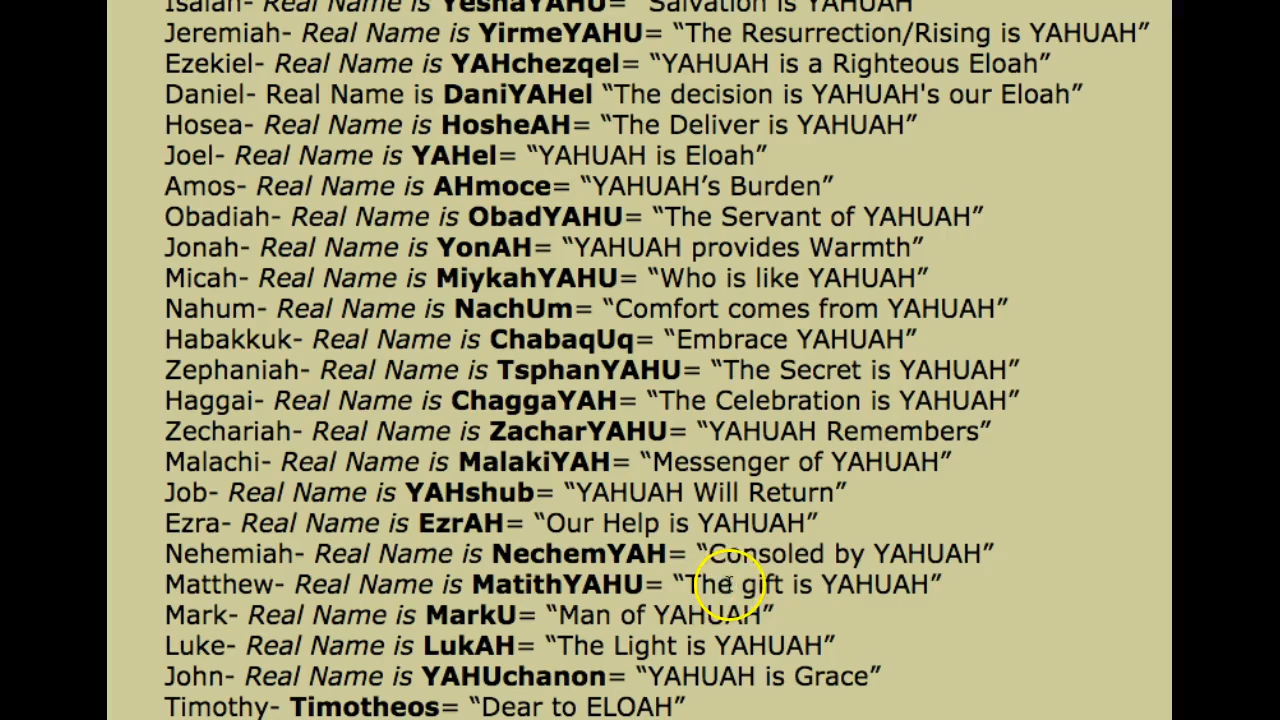 Isaiah- Real Name is YeshaYAHU= “Salvation is YAHUAH”
Jeremiah- Real Name is YirmeYAHU= “The Resurrection/Rising is YAHUAH”
Ezekiel- Real Name is YAHchezqel= “YAHUAH is a Righteous Eloah”
Daniel- Real Name is DaniYAHel “The decision is YAHUAH's our Eloah”
Hosea- Real Name is HosheAH= “The Deliver is YAHUAH”
Joel- Real Name is YAHel= “YAHUAH is Eloah”
Amos- Real Name is AHmoce= “YAHUAH’s Burden”
Obadiah- Real Name is ObadYAHU= “The Servant of YAHUAH”
Jonah- Real Name is YonAH= “YAHUAH provides Warmth”
Micah- Real Name is MiykahYAHU= “Who is like YAHUAH”
Nahum- Real Name is NachUm= “Comfort comes from YAHUAH”
Habakkuk- Real Name is ChabaqUq= “Embrace YAHUAH”
Zephaniah- Real Name is TsphanYAHU= “The Secret is YAHUAH”
Haggai- Real Name is ChaggaYAH= “The Celebration is YAHUAH”
Zechariah- Real Name is ZacharYAHU= “YAHUAH Remembers”
Malachi- Real Name is MalakiYAH= “Messenger of YAHUAH”
Job- Real Name is YAHshub= “YAHUAH Will Return”
Ezra- Real Name is EzrAH= “Our Help is YAHUAH”
Nehemiah- Real Name is NechemYAH= “Consoled by YAHUAH”
Matthew- Real Name is MatithYAHU= “The gift is YAHUAH”
Mark- Real Name is MarkU= “Man of YAHUAH”
Luke- Real Name is LukAH= “The Light is YAHUAH”
John- Real Name is YAHUchanon= “YAHUAH is Grace”
Timothy- Timotheos= “Dear to ELOAH”